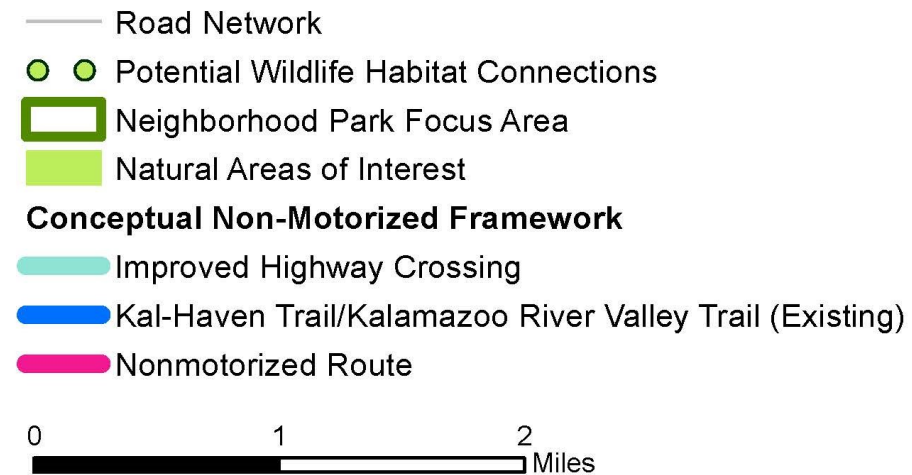 Road Network
Potential Wildlife Habitat Connections
Neighborhood Park Focus Area
Natural Areas of Interest
Conceptual Non-Motorized Framework
Improved Highway Crossing
Kal-Haven Trail/Kalamazoo River Valley Trail (Existing)
Nonmotorized Route
0 1 2
Miles